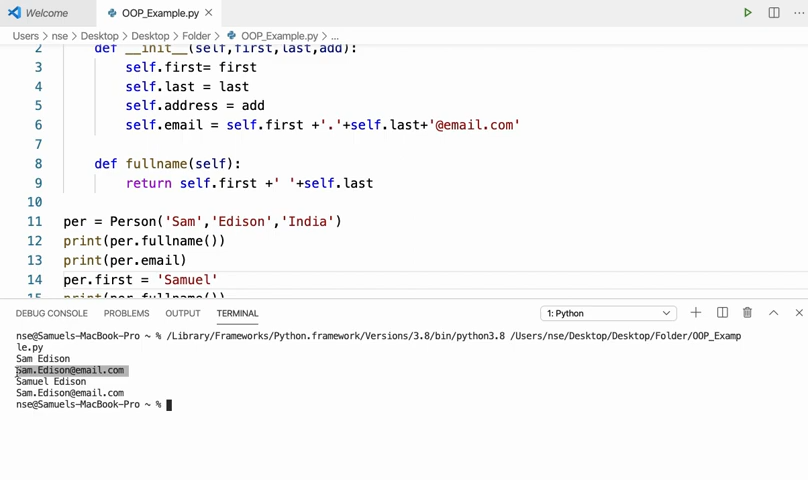 Welcome
OOP_Example.py
Users > nse > Desktop > Desktop > Folder > OOP_Example.py > ...
2 def __init__(self,first,last,add):
3 self.first= first
4 self.last = last
5 self.address = add
6 self.email = self.first +'.'+self.last+'@email.com'
7
8 def fullname(self):
9 return self.first +' '+self.last
10
11 per = Person('Sam','Edison','India')
12 print(per.fullname())
13 print(per.email)
14 per.first = 'Samuel'
15 print(per.fullname())
DEBUG CONSOLE PROBLEMS OUTPUT TERMINAL 1: Python
nse@Samuels-MacBook-Pro ~ % /Library/Frameworks/Python.framework/Versions/3.8/bin/python3.8 /Users/nse/Desktop/Desktop/Folder/OOP_Examp
le.py
Sam Edison
Sam.Edison@email.com
Samuel Edison
Sam.Edison@email.com
nse@Samuels-MacBook-Pro ~ %